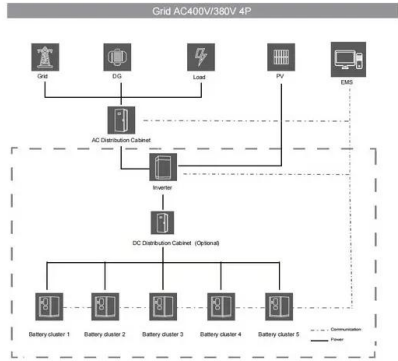 Grid AC400V/380V 4P
Grid
DG
Load
PV
EMS
AC Distribution Cabinet
Inverter
DC Distribution Cabinet (Optional)
Battery cluster 1
Battery cluster 2
Battery cluster 3
Battery cluster 4
Battery cluster 5
Communication
Power